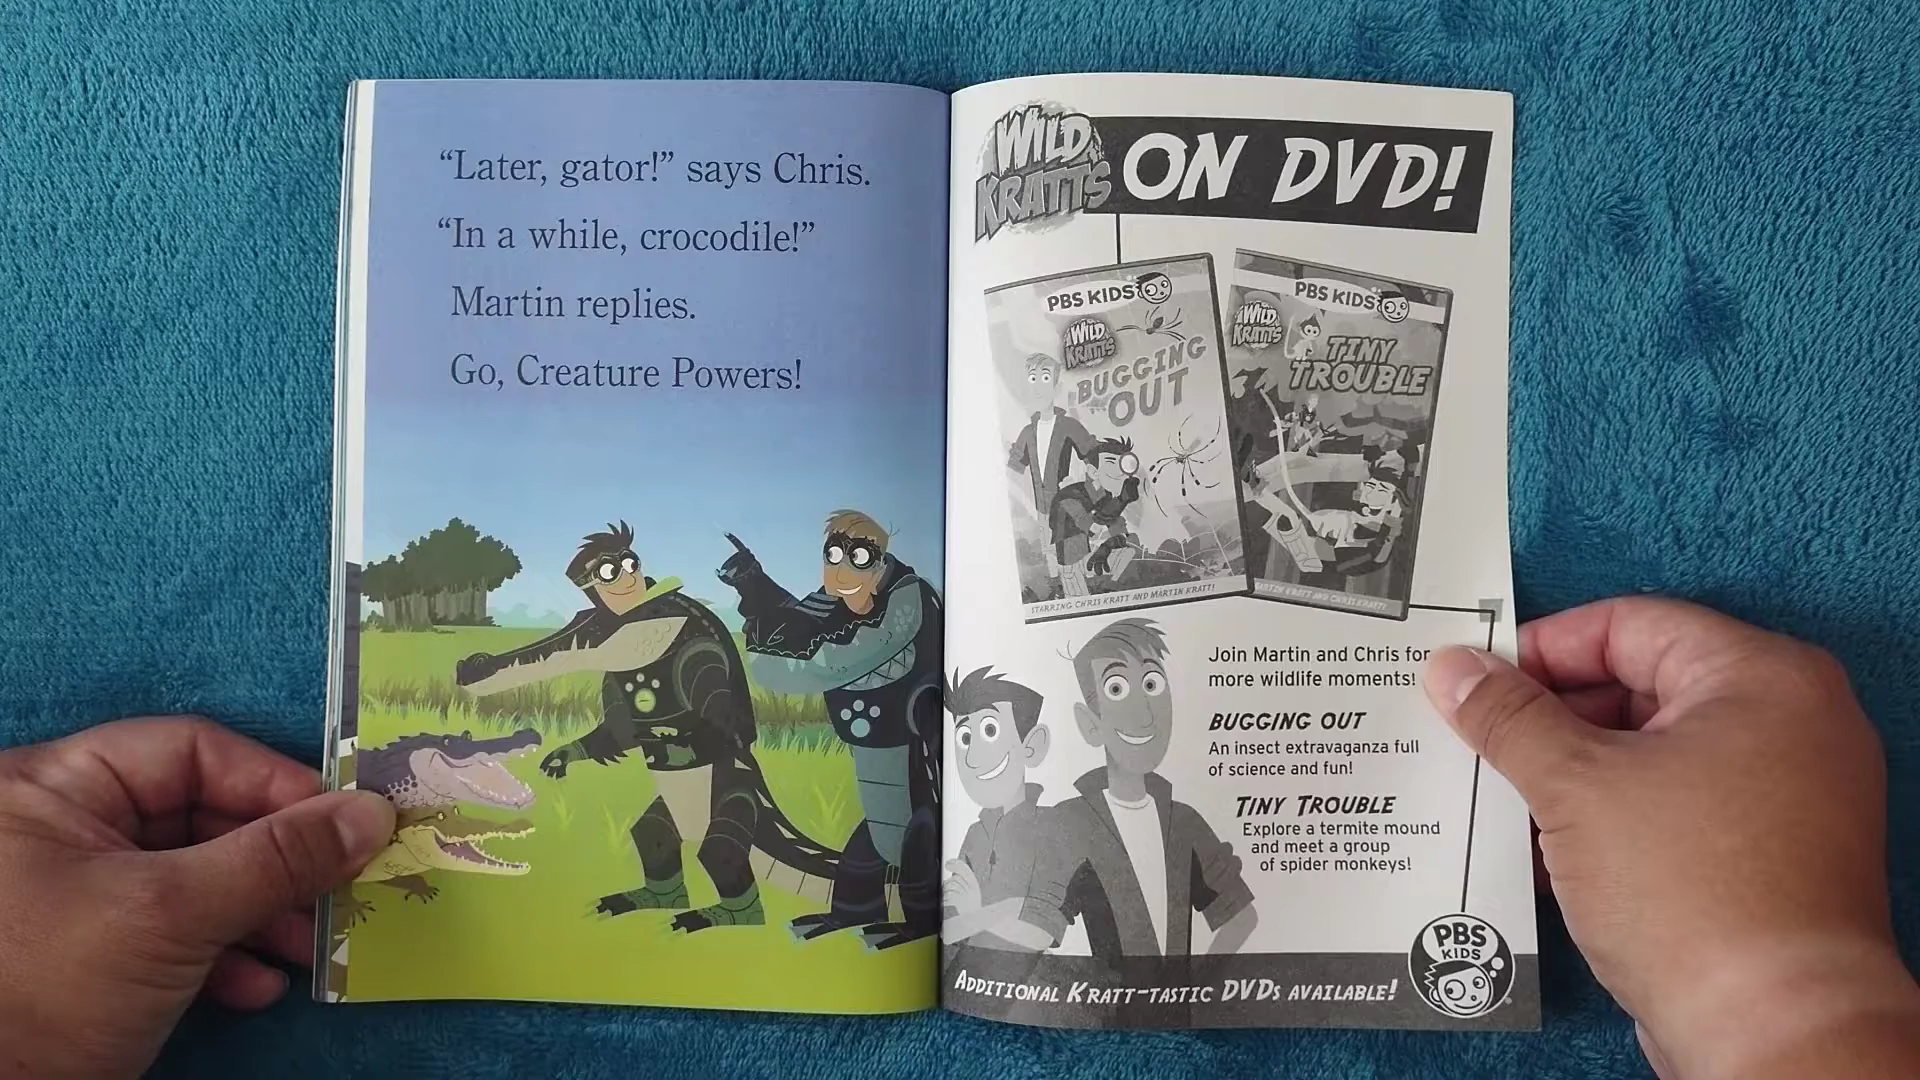 “Later, gator!” says Chris.
“In a while, crocodile!”
Martin replies.
Go, Creature Powers!
WILD KRATTS
ON DVD!
PBS KIDS
WILD KRATTS
BUGGING OUT
STARRING CHRIS KRATT AND MARTIN KRATT!
PBS KIDS
WILD KRATTS
TINY TROUBLE
MARTIN KRATT AND CHRIS KRATT!
Join Martin and Chris for
more wildlife moments!
BUGGING OUT
An insect extravaganza full
of science and fun!
TINY TROUBLE
Explore a termite mound
and meet a group
of spider monkeys!
ADDITIONAL KRATT-TASTIC DVDS AVAILABLE!
PBS KIDS